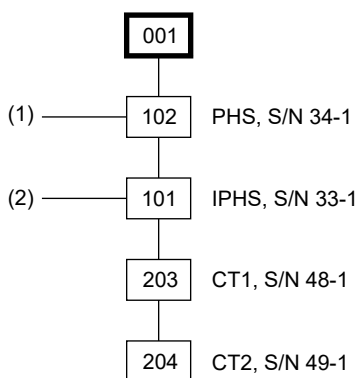 001
(1) 102 PHS, S/N 34-1
(2) 101 IPHS, S/N 33-1
203 CT1, S/N 48-1
204 CT2, S/N 49-1